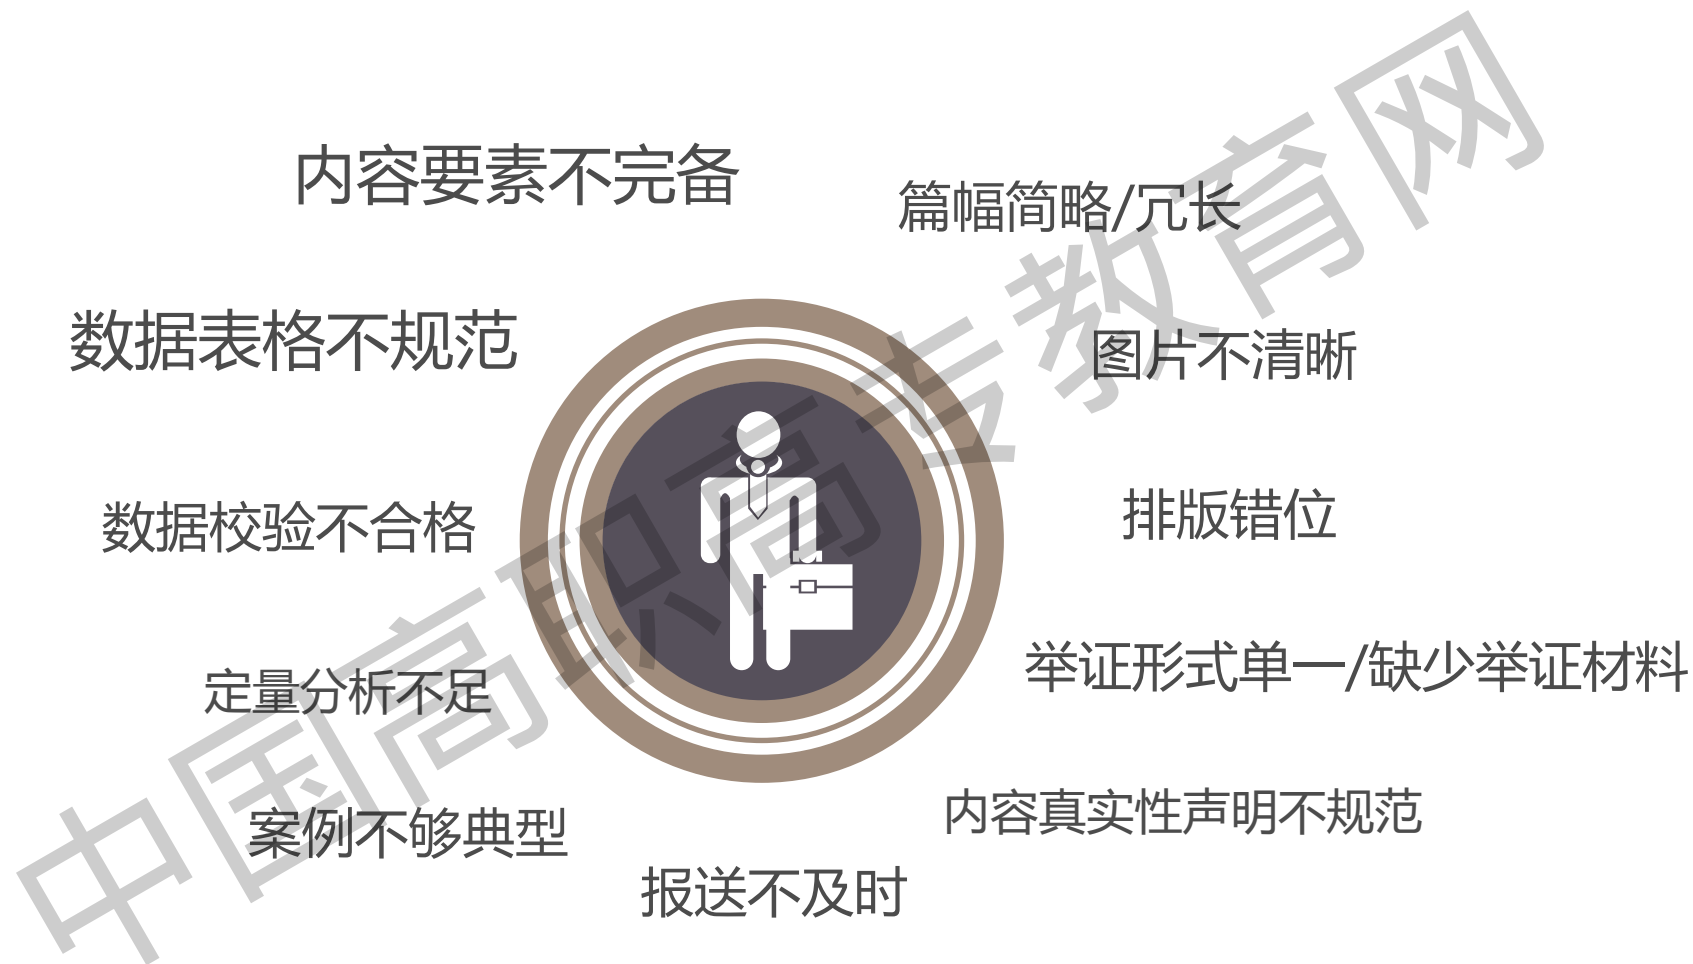 内容要素不完备
篇幅简略/冗长
数据表格不规范
图片不清晰
数据校验不合格
排版错位
定量分析不足
举证形式单一/缺少举证材料
案例不够典型
内容真实性声明不规范
报送不及时
中国高职高专教育网